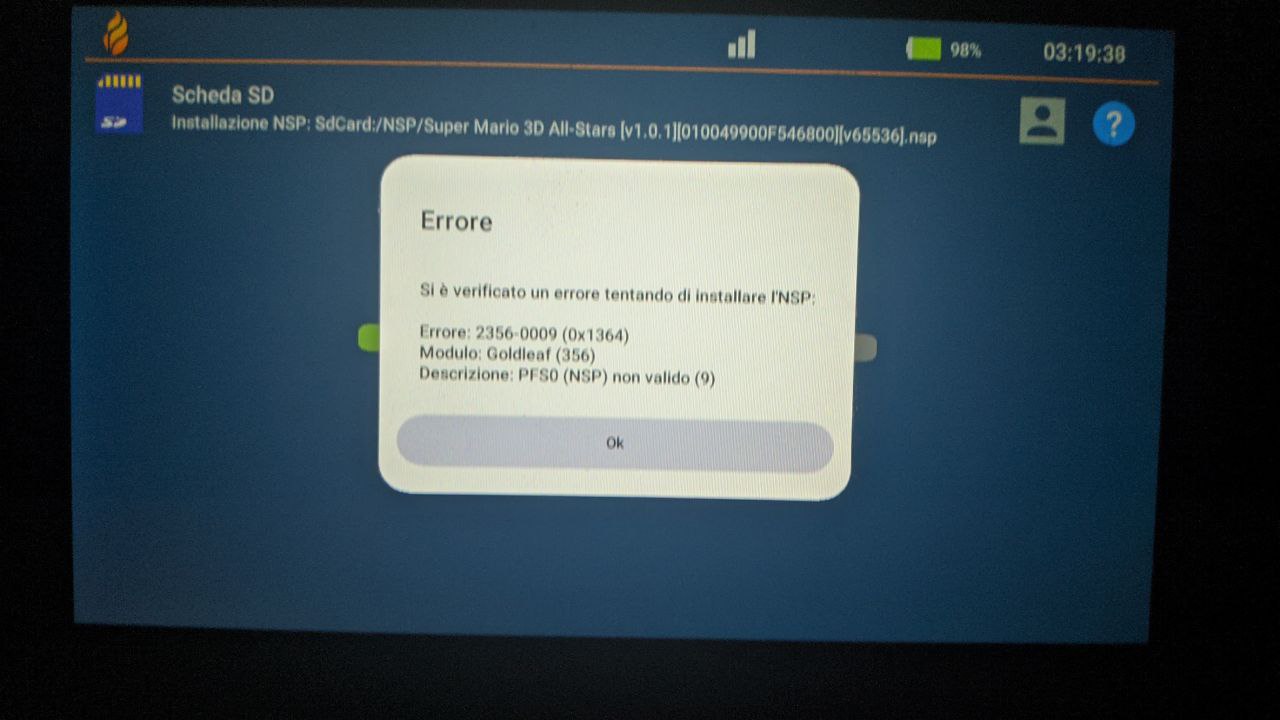 98%
03:19:38
Scheda SD
Installazione NSP: SdCard:/NSP/Super Mario 3D All-Stars [v1.0.1][010049900F546800][v65536].nsp
?
Errore
Si è verificato un errore tentando di installare l'NSP:
Errore: 2356-0009 (0x1364)
Modulo: Goldleaf (356)
Descrizione: PFS0 (NSP) non valido (9)
Ok